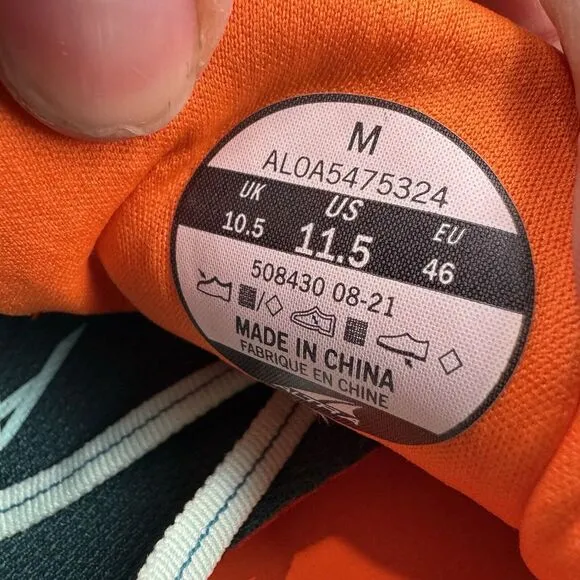 M
AL0A5475324
UK US EU
10.5 11.5 46
508430 08-21
MADE IN CHINA
FABRIQUE EN CHINE